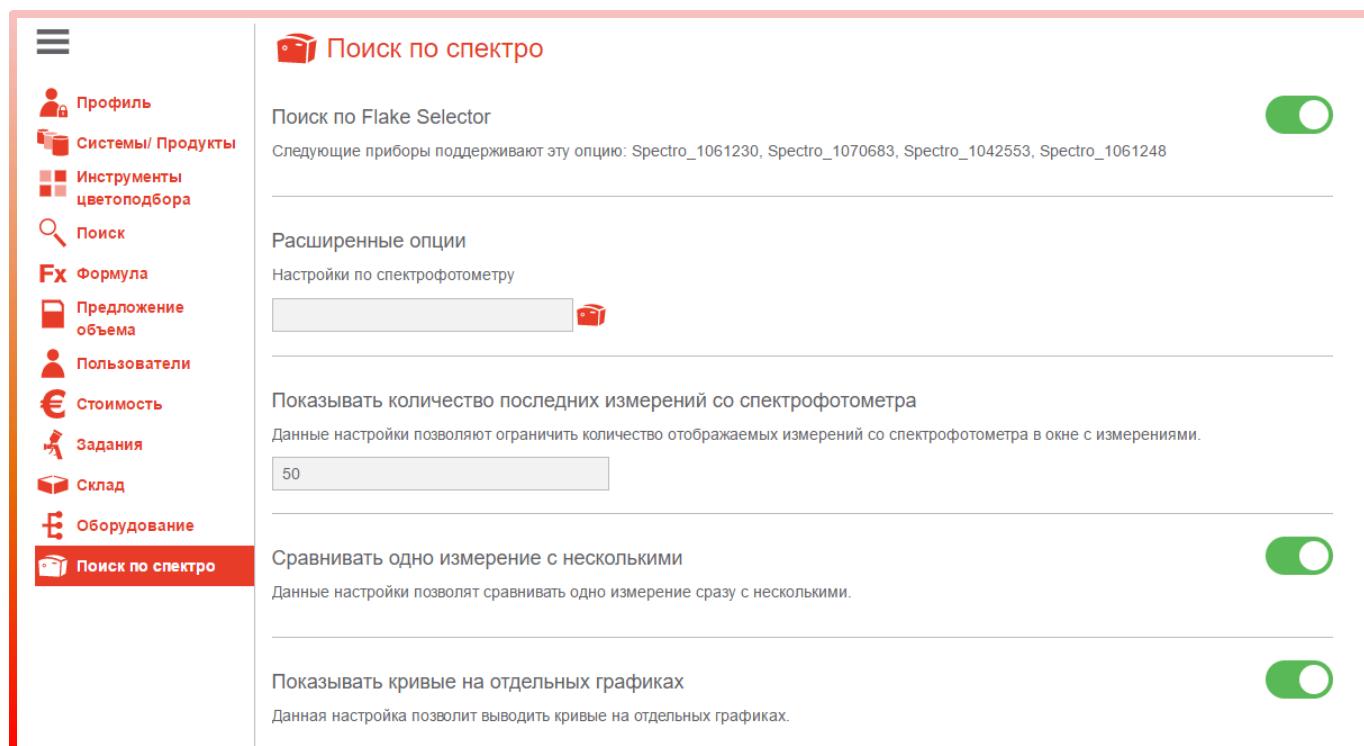 Поиск по спектро
Профиль
Системы/ Продукты
Инструменты
цветоподбора
Поиск
Fx Формула
Предложение
объема
Пользователи
€ Стоимость
Задания
Склад
Оборудование
Поиск по спектро
Поиск по Flake Selector
Следующие приборы поддерживают эту опцию: Spectro_1061230, Spectro_1070683, Spectro_1042553, Spectro_1061248
Расширенные опции
Настройки по спектрофотометру
Показывать количество последних измерений со спектрофотометра
Данные настройки позволяют ограничить количество отображаемых измерений со спектрофотометра в окне с измерениями.
50
Сравнивать одно измерение с несколькими
Данные настройки позволят сравнивать одно измерение сразу с несколькими.
Показывать кривые на отдельных графиках
Данная настройка позволит выводить кривые на отдельных графиках.